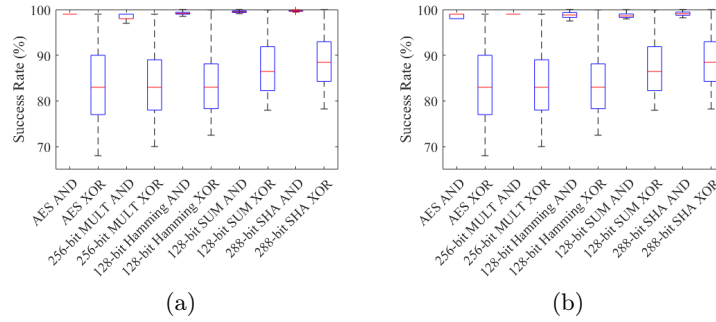 Success Rate (%)
100
90
80
70
AES AND
AES XOR
256-bit MULT AND
256-bit MULT XOR
128-bit Hamming AND
128-bit Hamming XOR
128-bit SUM AND
128-bit SUM XOR
288-bit SHA AND
288-bit SHA XOR
(a)
Success Rate (%)
100
90
80
70
AES AND
AES XOR
256-bit MULT AND
256-bit MULT XOR
128-bit Hamming AND
128-bit Hamming XOR
128-bit SUM AND
128-bit SUM XOR
288-bit SHA AND
288-bit SHA XOR
(b)